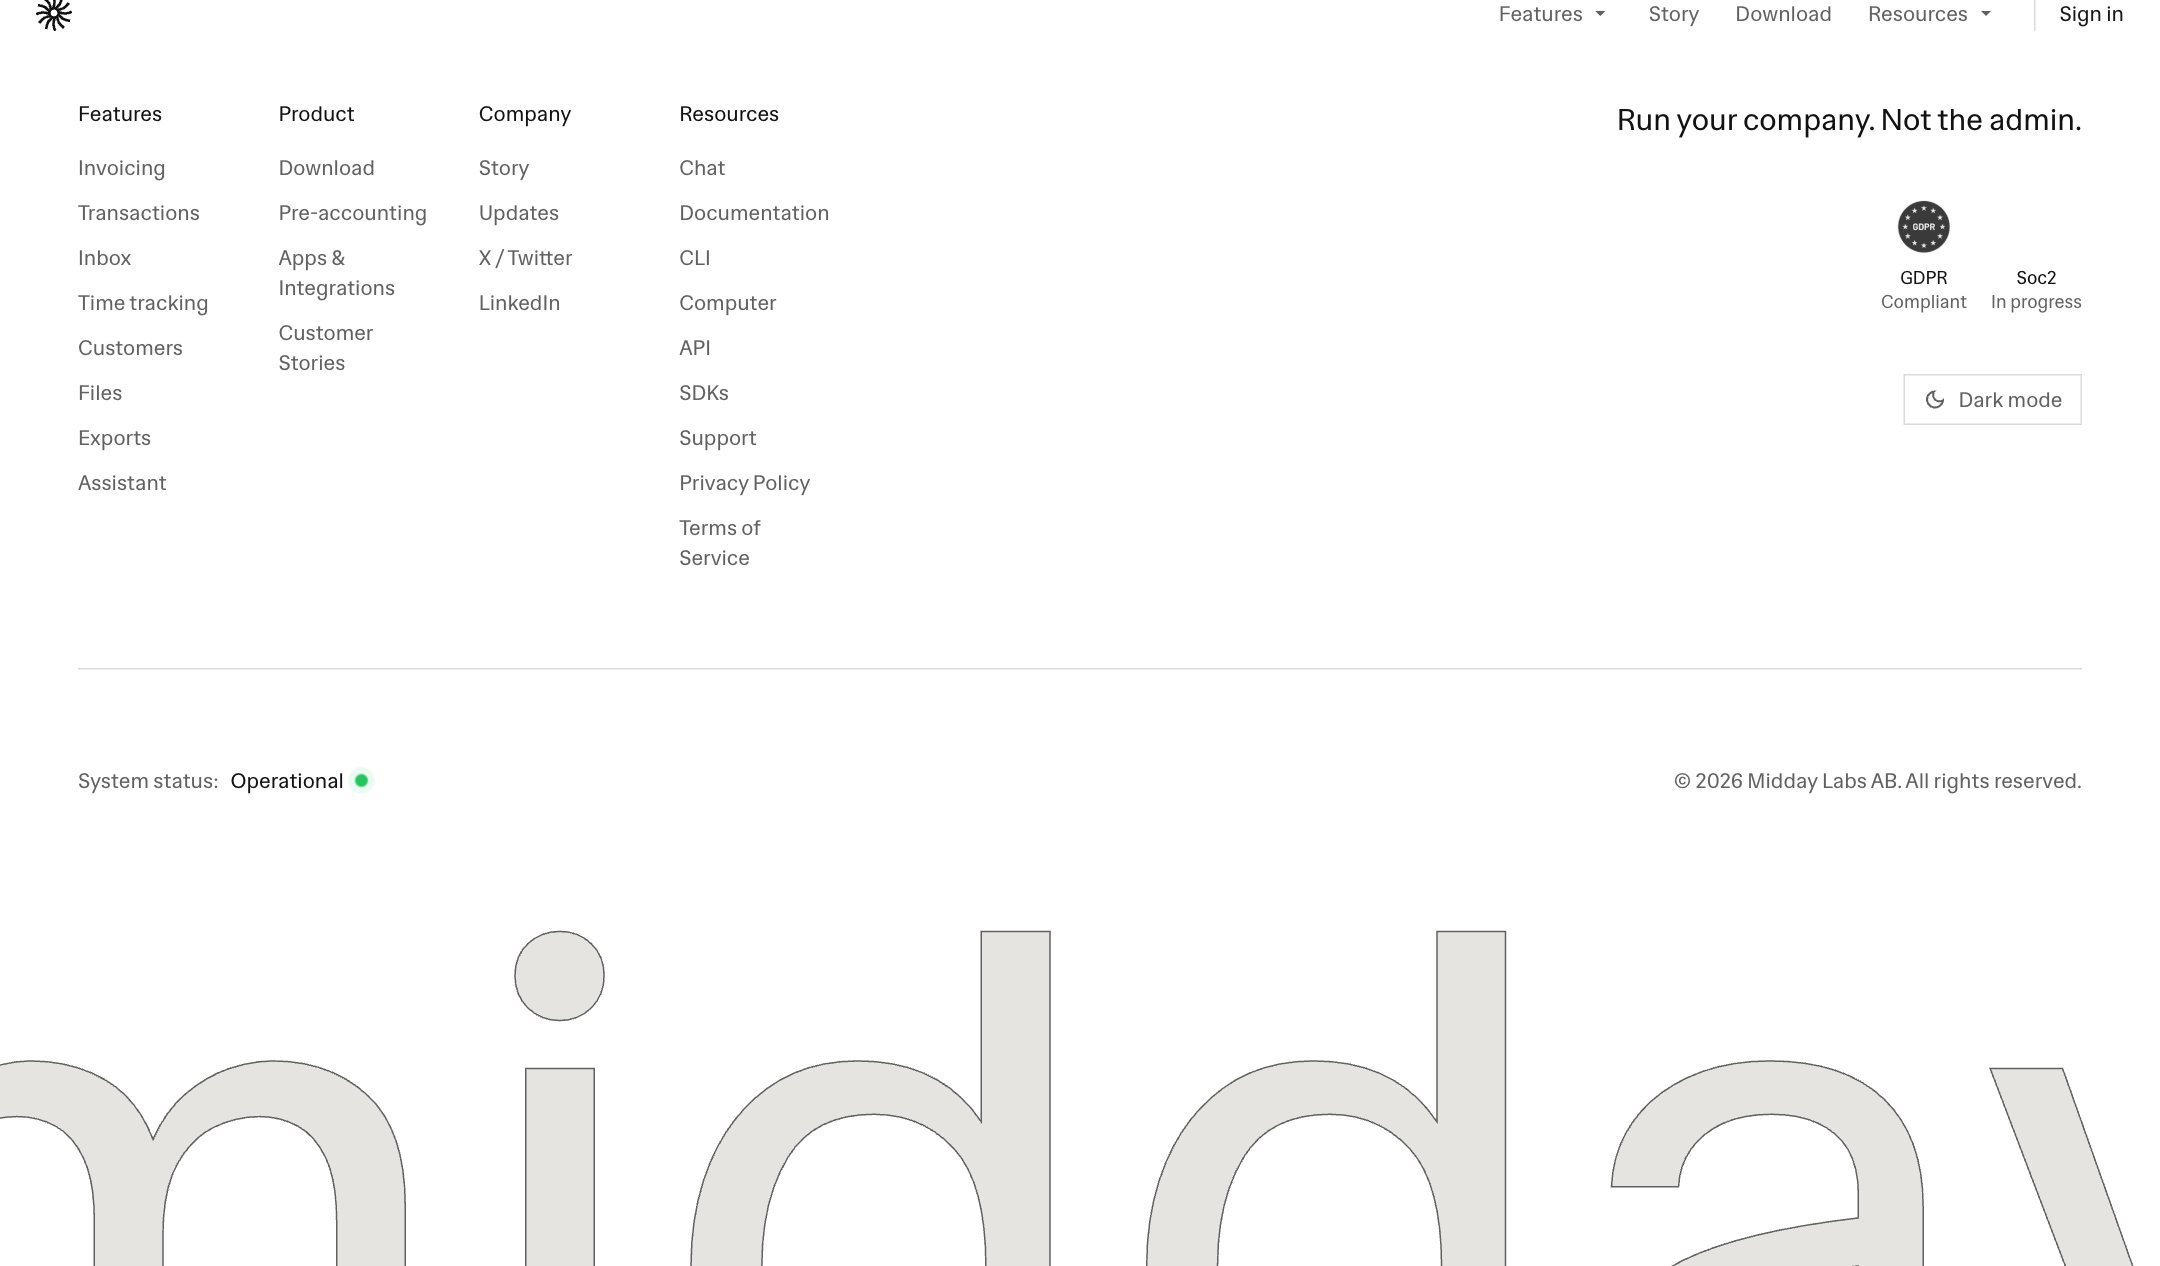 Features
Story
Download
Resources
Sign in
Features
Invoicing
Transactions
Inbox
Time tracking
Customers
Files
Exports
Assistant
Product
Download
Pre-accounting
Apps &
Integrations
Customer
Stories
Company
Story
Updates
X / Twitter
LinkedIn
Resources
Chat
Documentation
CLI
Computer
API
SDKs
Support
Privacy Policy
Terms of
Service
Run your company. Not the admin.
GDPR
GDPR
Compliant
Soc2
In progress
Dark mode
System status: Operational
© 2026 Midday Labs AB. All rights reserved.
midday